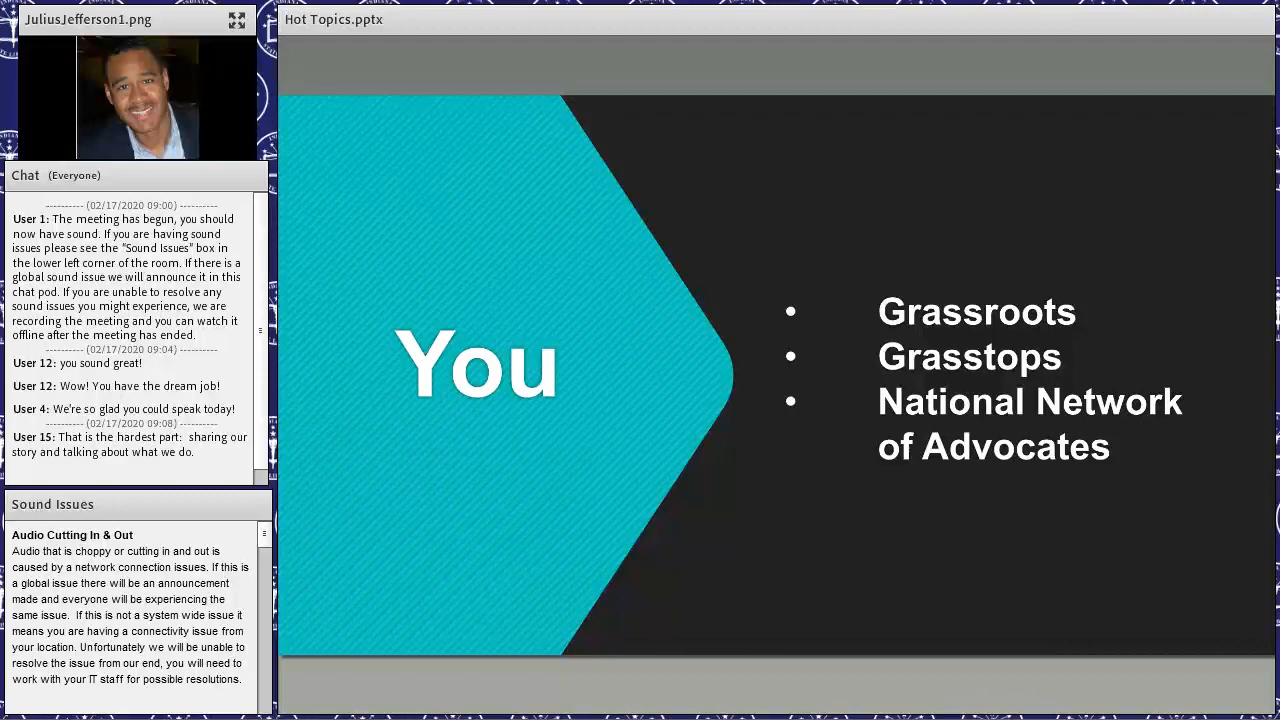 JuliusJefferson1.png
Chat (Everyone)
---------- (02/17/2020 09:00) ----------
User 1: The meeting has begun, you should
now have sound. If you are having sound
issues please see the "Sound Issues" box in
the lower left corner of the room. If there is a
global sound issue we will announce it in this
chat pod. If you are unable to resolve any
sound issues you might experience, we are
recording the meeting and you can watch it
offline after the meeting has ended.
---------- (02/17/2020 09:04) ----------
User 12: you sound great!
User 12: Wow! You have the dream job!
User 4: We're so glad you could speak today!
---------- (02/17/2020 09:08) ----------
User 15: That is the hardest part: sharing our
story and talking about what we do.
Sound Issues
Audio Cutting In & Out
Audio that is choppy or cutting in and out is
caused by a network connection issues. If this is
a global issue there will be an announcement
made and everyone will be experiencing the
same issue. If this is not a system wide issue it
means you are having a connectivity issue from
your location. Unfortunately we will be unable to
resolve the issue from our end, you will need to
work with your IT staff for possible resolutions.
Hot Topics.pptx
You
• Grassroots
• Grasstops
• National Network
of Advocates